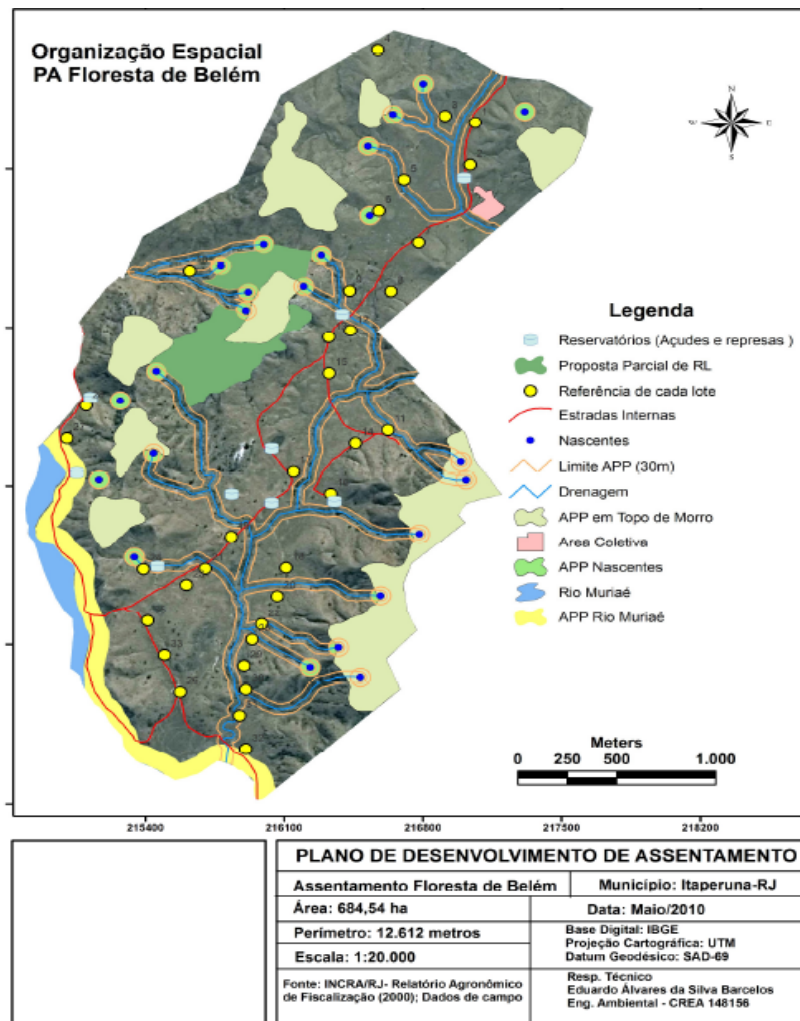 Organização Espacial
PA Floresta de Belém
N
W
E
S
Legenda
Reservatórios (Açudes e represas )
Proposta Parcial de RL
Referência de cada lote
Estradas Internas
Nascentes
Limite APP (30m)
Drenagem
APP em Topo de Morro
Area Coletiva
APP Nascentes
Rio Muriaé
APP Rio Muriaé
Meters
0 250 500 1.000
215400 216100 216800 217500 218200
PLANO DE DESENVOLVIMENTO DE ASSENTAMENTO
Assentamento Floresta de Belém
Município: Itaperuna-RJ
Área: 684,54 ha
Data: Maio/2010
Perímetro: 12.612 metros
Escala: 1:20.000
Base Digital: IBGE
Projeção Cartográfica: UTM
Datum Geodésico: SAD-69
Fonte: INCRA/RJ- Relatório Agronômico
de Fiscalização (2000); Dados de campo
Resp. Técnico
Eduardo Álvares da Silva Barcelos
Eng. Ambiental - CREA 148156